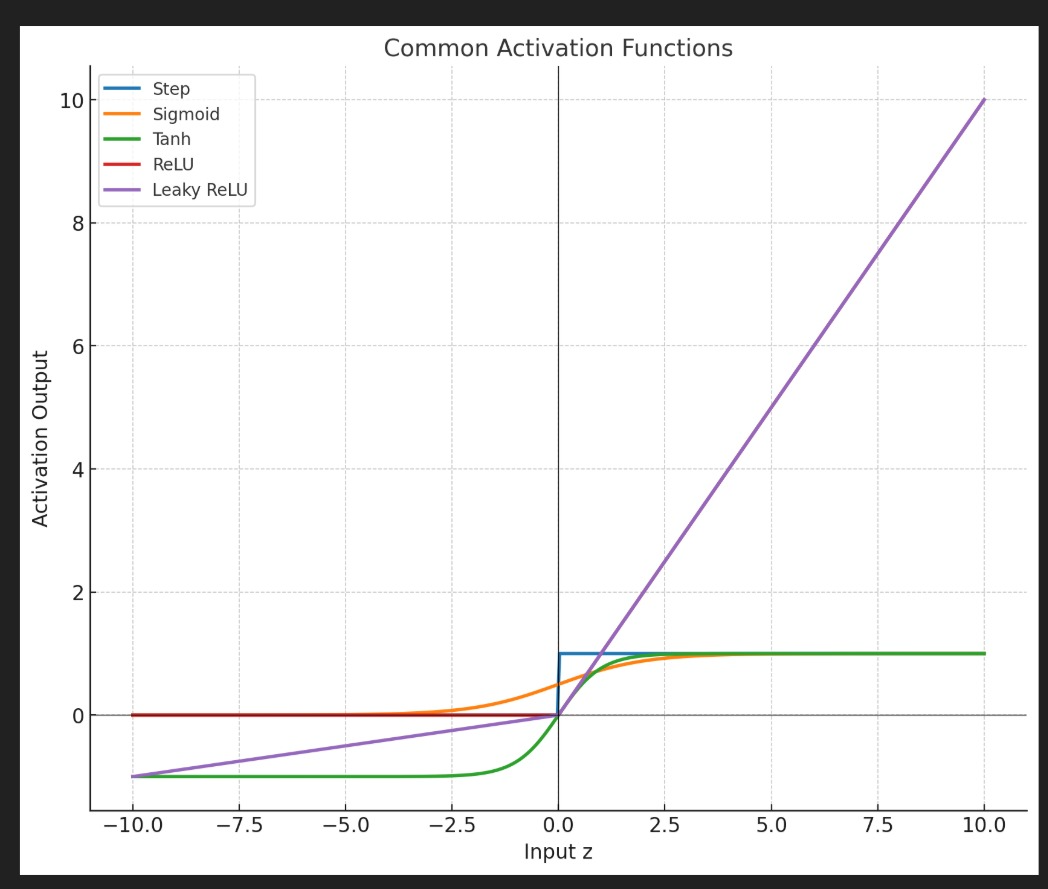 Common Activation Functions
Step
Sigmoid
Tanh
ReLU
Leaky ReLU
10
8
6
4
2
0
Activation Output
−10.0 −7.5 −5.0 −2.5 0.0 2.5 5.0 7.5 10.0
Input z